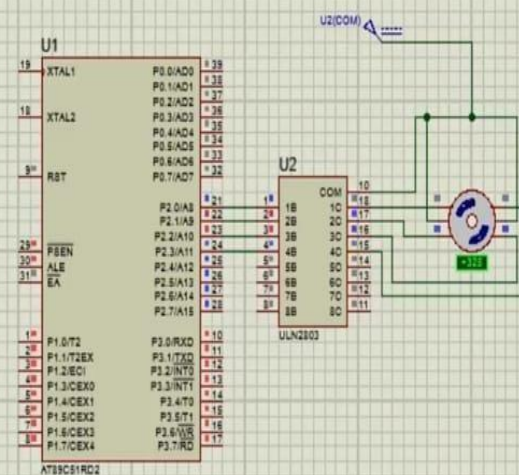 U2(COM)
U1
19 XTAL1 P0.0/AD0 39
P0.1/AD1 38
P0.2/AD2 37
18 XTAL2 P0.3/AD3 36
P0.4/AD4 35
P0.5/AD5 34
P0.6/AD6 33
9 RST P0.7/AD7 32
P2.0/A8 21
P2.1/A9 22
P2.2/A10 23
29 PSEN P2.3/A11 24
30 ALE P2.4/A12 25
31 EA P2.5/A13 26
P2.6/A14 27
P2.7/A15 28
1 P1.0/T2 P3.0/RXD 10
2 P1.1/T2EX P3.1/TXD 11
3 P1.2/ECI P3.2/INT0 12
4 P1.3/CEX0 P3.3/INT1 13
5 P1.4/CEX1 P3.4/T0 14
6 P1.5/CEX2 P3.5/T1 15
7 P1.6/CEX3 P3.6/WR 16
8 P1.7/CEX4 P3.7/RD 17
AT89C51RD2
U2
COM 10
1 1B 1C 18
2 2B 2C 17
3 3B 3C 16
4 4B 4C 15
5 5B 5C 14
6 6B 6C 13
7 7B 7C 12
8 8B 8C 11
ULN2803
+325